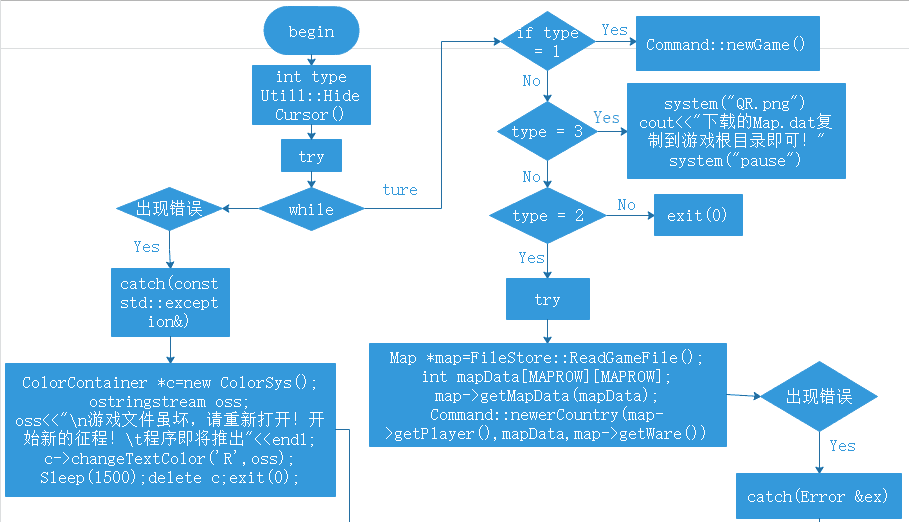 begin
int type
Utill::Hide
Cursor()
try
while
ture
出现错误
Yes
catch(const
std::except
ion&)
ColorContainer *c=new ColorSys();
ostringstream oss;
oss<<"\n游戏文件虽坏，请重新打开！开
始新的征程！\t程序即将推出"<<endl;
c->changeTextColor('R',oss);
Sleep(1500);delete c;exit(0);
if type
= 1
Yes
Command::newGame()
No
type = 3
Yes
system("QR.png")
cout<<"下载的Map.dat复
制到游戏根目录即可！"
system("pause")
No
type = 2
No
exit(0)
Yes
try
Map *map=FileStore::ReadGameFile();
int mapData[MAPROW][MAPROW];
map->getMapData(mapData);
Command::newerCountry(map-
>getPlayer(),mapData,map->getWare())
出现错误
Yes
catch(Error &ex)